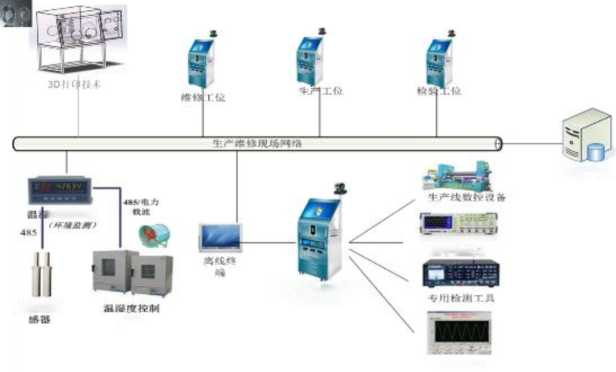 3D打印技术
维修工位
生产工位
检验工位
生产维修现场网络
485/电力
载波
(环境监测)
485
感器
温湿度控制
离线终
端
生产线数控设备
专用检测工具